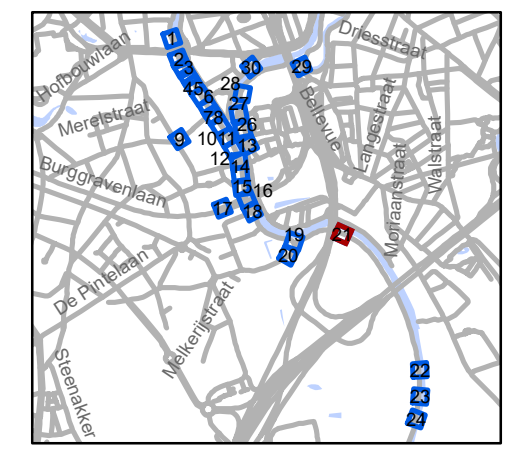 1
2
3
4
5
6
7
8
9
10
11
12
13
14
15
16
17
18
19
20
21
22
23
24
26
27
28
29
30
Hofbouwlaan
Driesstraat
Merelstraat
Bellevue
Langestraat
Walstraat
Moriaanstraat
Burggravenlaan
De Pintelaan
Melkerijstraat
Steenakker